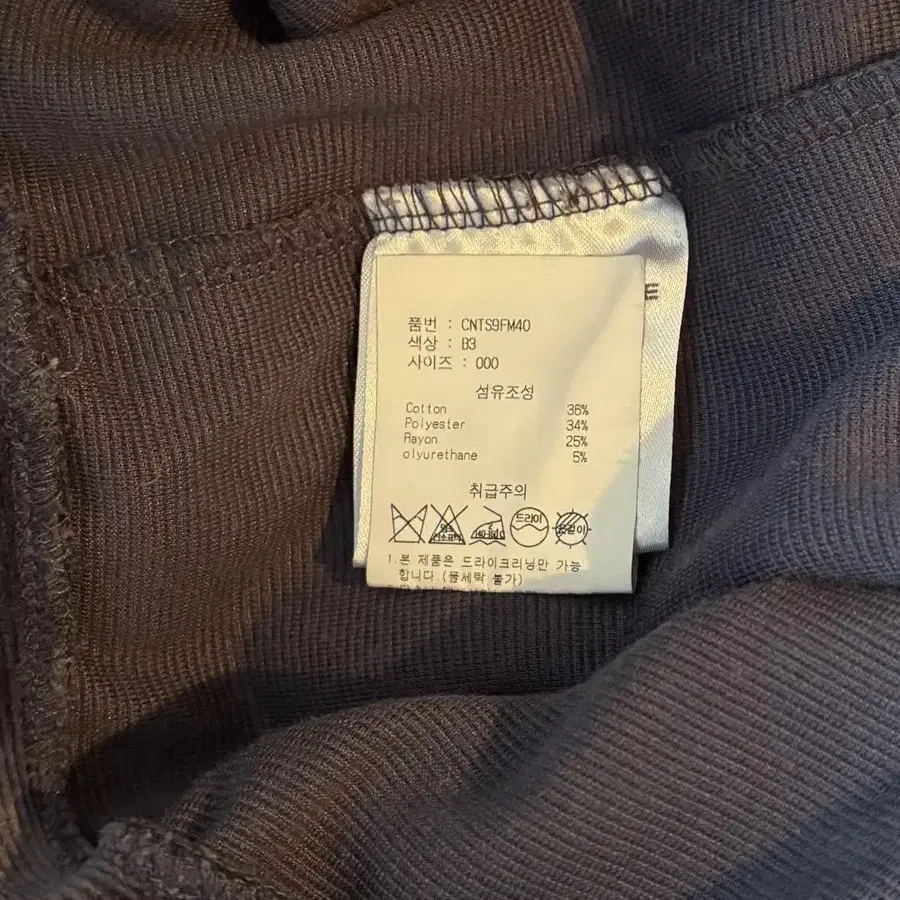 품번 : CNTS9FM40
색상 : B3
사이즈 : 000
섬유조성
Cotton 36%
Polyester 34%
Rayon 25%
olyurethane 5%
취급주의
드라이
1.본 제품은 드라이크리닝만 가능
합니다 (물세탁 불가)